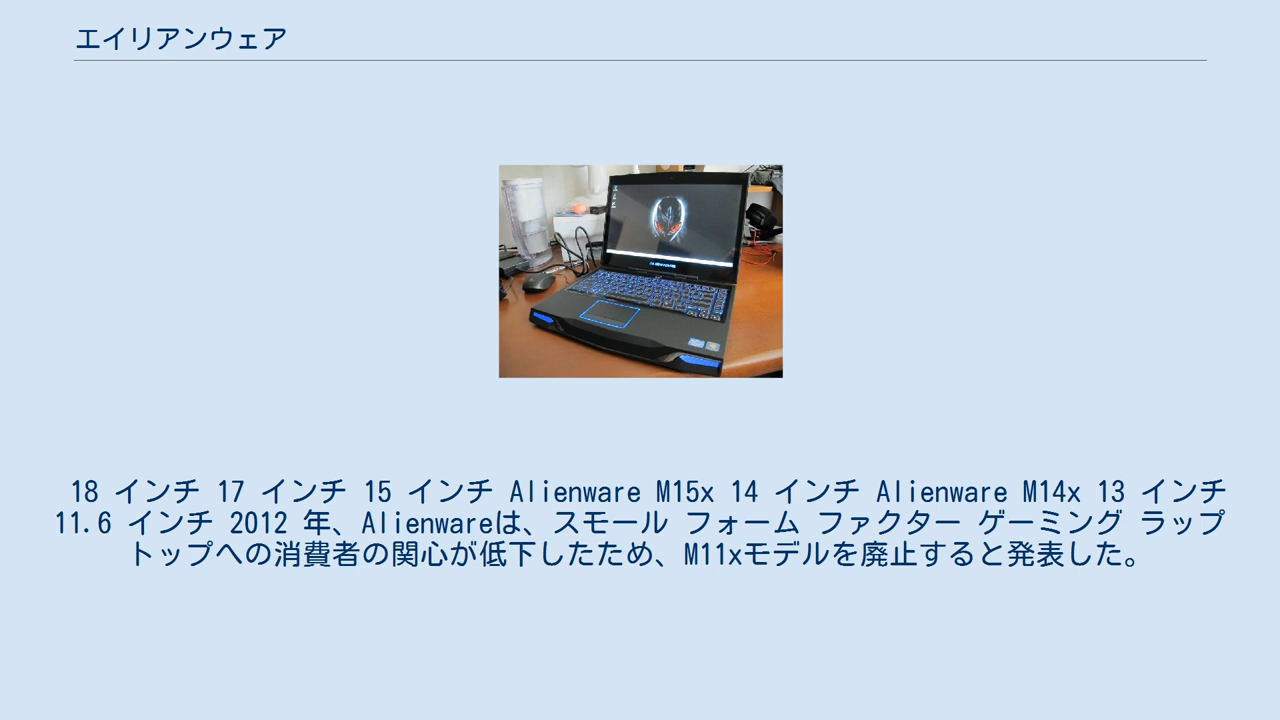 エイリアンウェア
ALIENWARE
18 インチ 17 インチ 15 インチ Alienware M15x 14 インチ Alienware M14x 13 インチ
11.6 インチ 2012 年、Alienwareは、スモール フォーム ファクター ゲーミング ラップ
トップへの消費者の関心が低下したため、M11xモデルを廃止すると発表した。